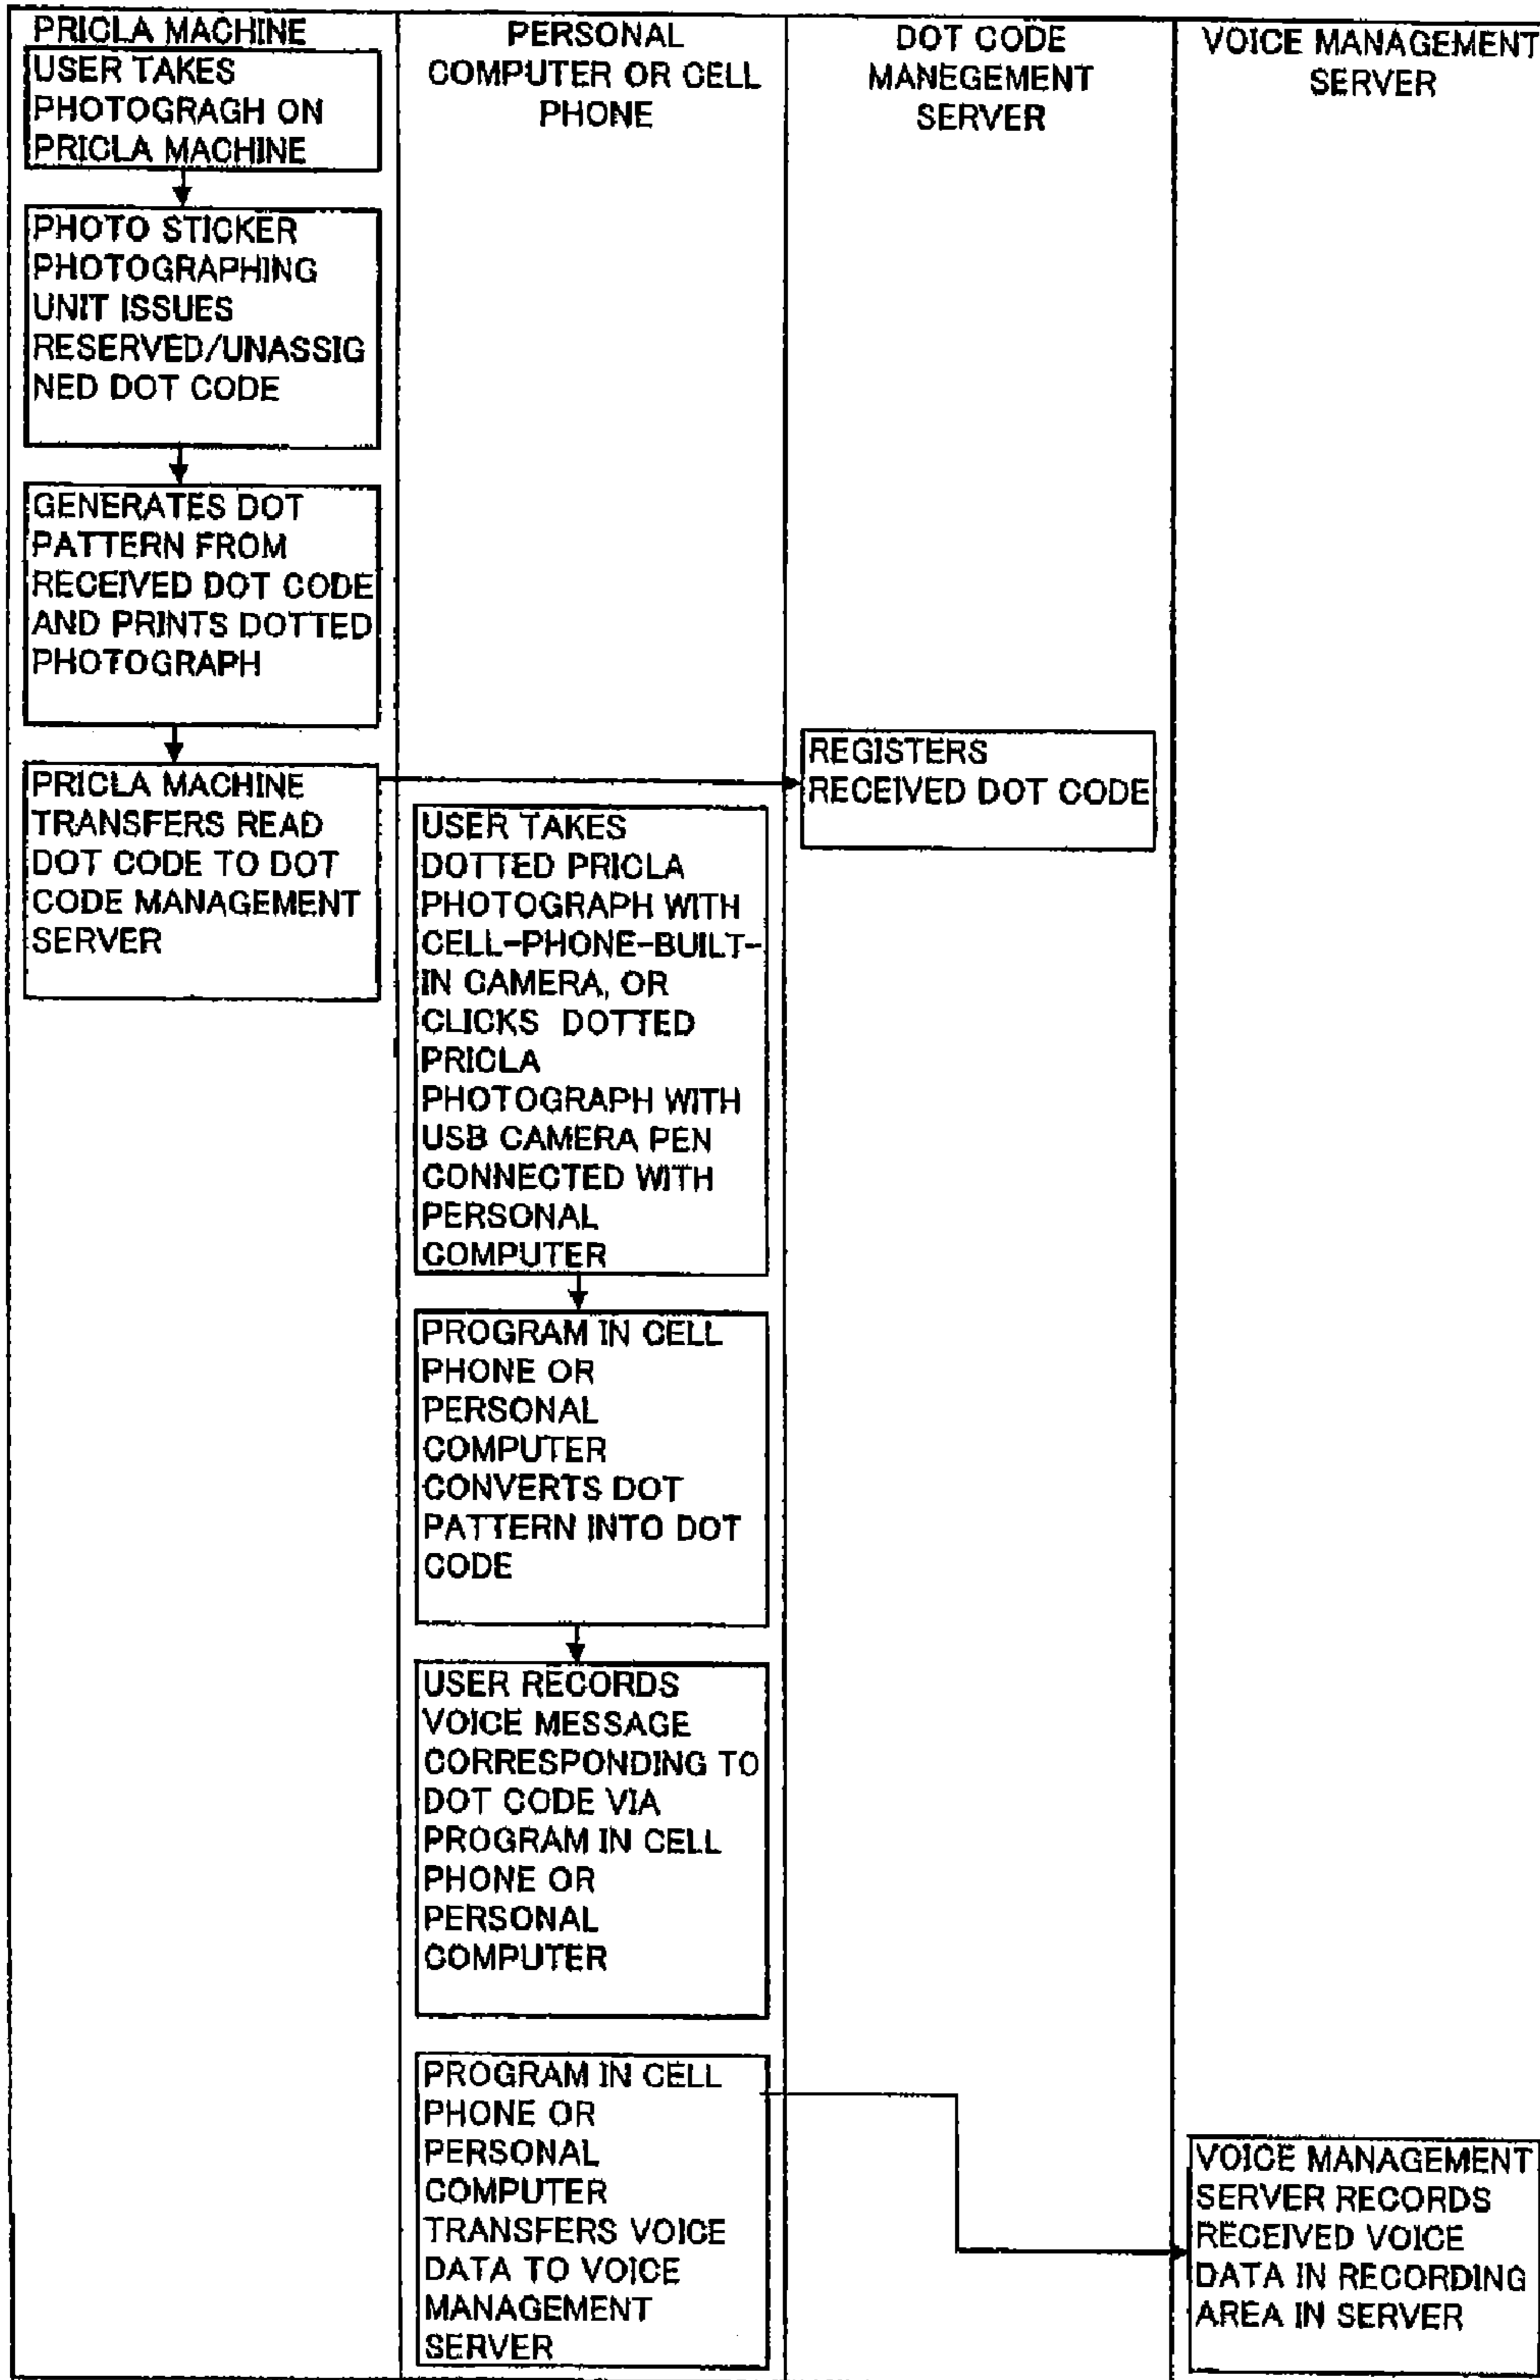 PRICLA MACHINE
USER TAKES
PHOTOGRAGH ON
PRICLA MACHINE
PHOTO STICKER
PHOTOGRAPHING
UNIT ISSUES
RESERVED/UNASSIG
NED DOT CODE
GENERATES DOT
PATTERN FROM
RECEIVED DOT CODE
AND PRINTS DOTTED
PHOTOGRAPH
PRICLA MACHINE
TRANSFERS READ
DOT CODE TO DOT
CODE MANAGEMENT
SERVER
PERSONAL
COMPUTER OR CELL
PHONE
USER TAKES
DOTTED PRICLA
PHOTOGRAPH WITH
CELL-PHONE-BUILT-
IN CAMERA, OR
CLICKS DOTTED
PRICLA
PHOTOGRAPH WITH
USB CAMERA PEN
CONNECTED WITH
PERSONAL
COMPUTER
PROGRAM IN CELL
PHONE OR
PERSONAL
COMPUTER
CONVERTS DOT
PATTERN INTO DOT
CODE
USER RECORDS
VOICE MESSAGE
CORRESPONDING TO
DOT CODE VIA
PROGRAM IN CELL
PHONE OR
PERSONAL
COMPUTER
PROGRAM IN CELL
PHONE OR
PERSONAL
COMPUTER
TRANSFERS VOICE
DATA TO VOICE
MANAGEMENT
SERVER
DOT CODE
MANEGEMENT
SERVER
REGISTERS
RECEIVED DOT CODE
VOICE MANAGEMENT
SERVER
VOICE MANAGEMENT
SERVER RECORDS
RECEIVED VOICE
DATA IN RECORDING
AREA IN SERVER